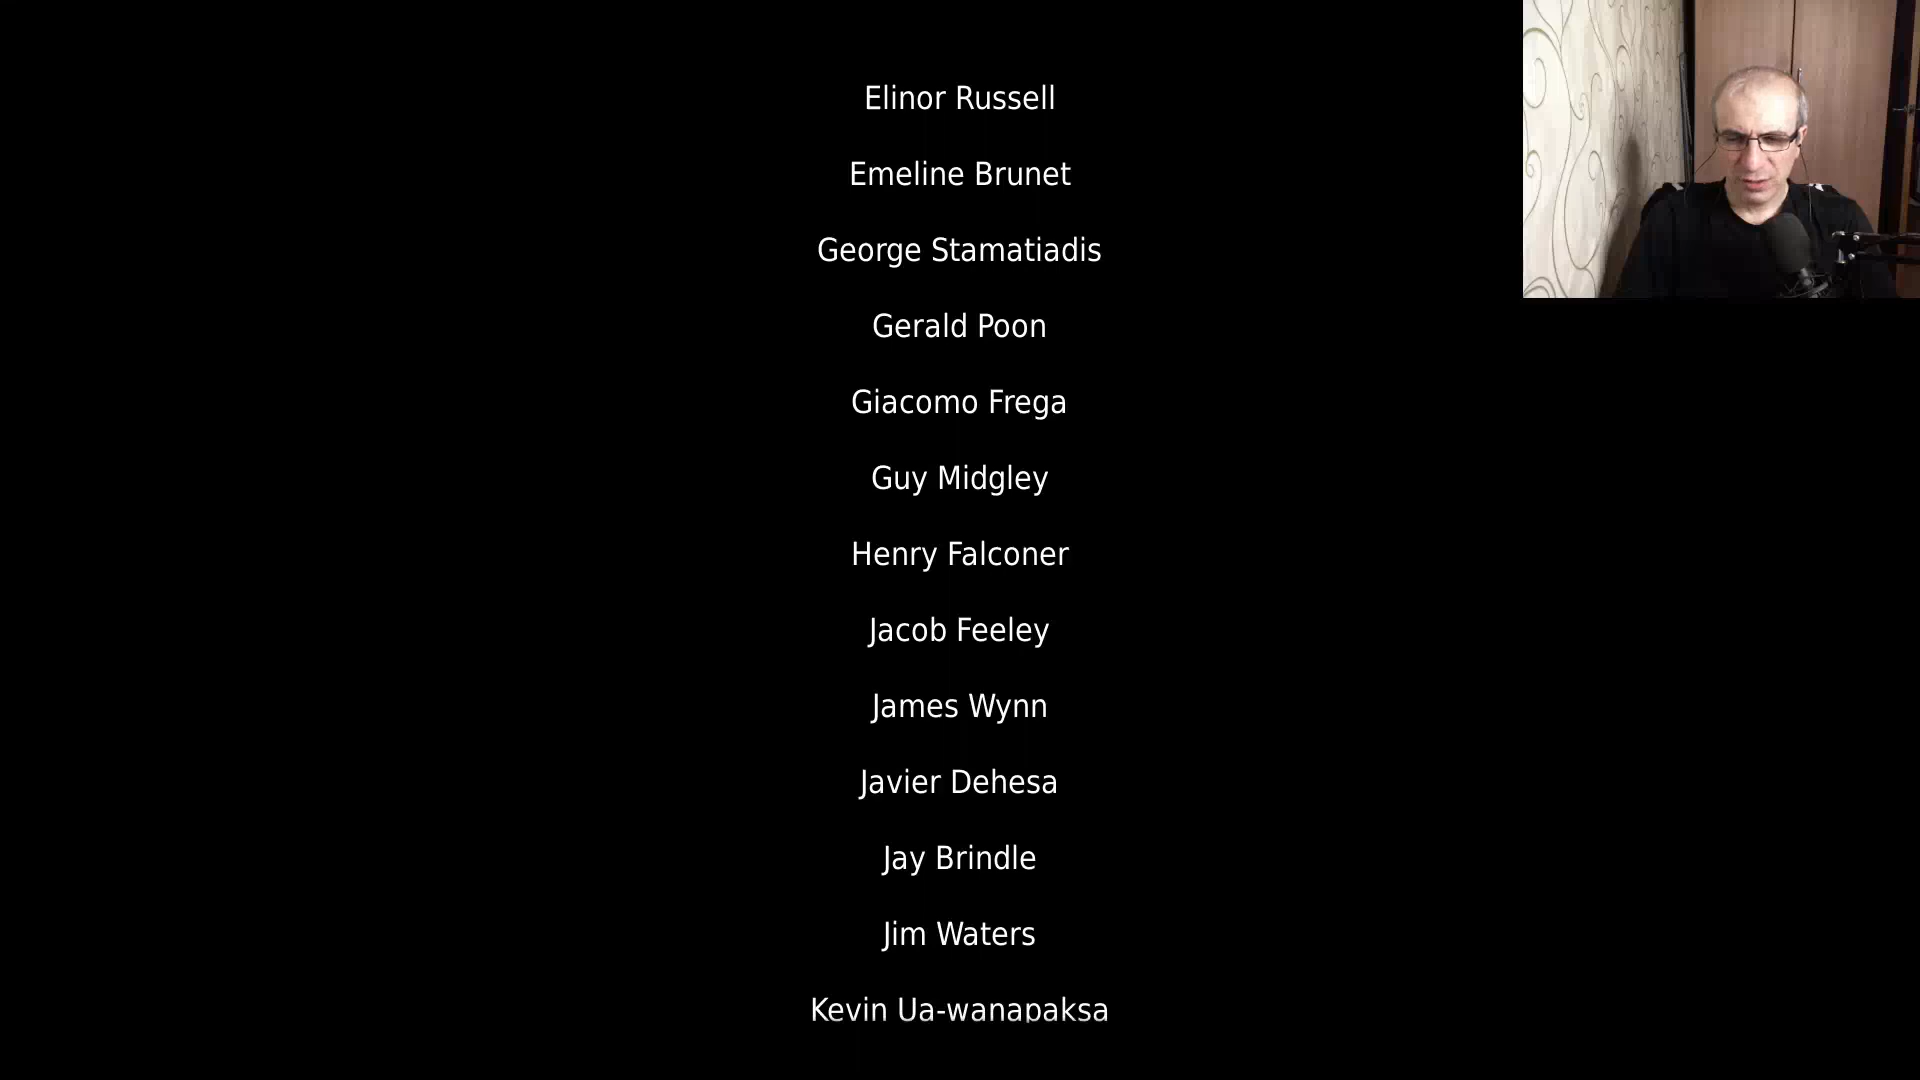 Elinor Russell
Emeline Brunet
George Stamatiadis
Gerald Poon
Giacomo Frega
Guy Midgley
Henry Falconer
Jacob Feeley
James Wynn
Javier Dehesa
Jay Brindle
Jim Waters
Kevin Ua-wanapaksa